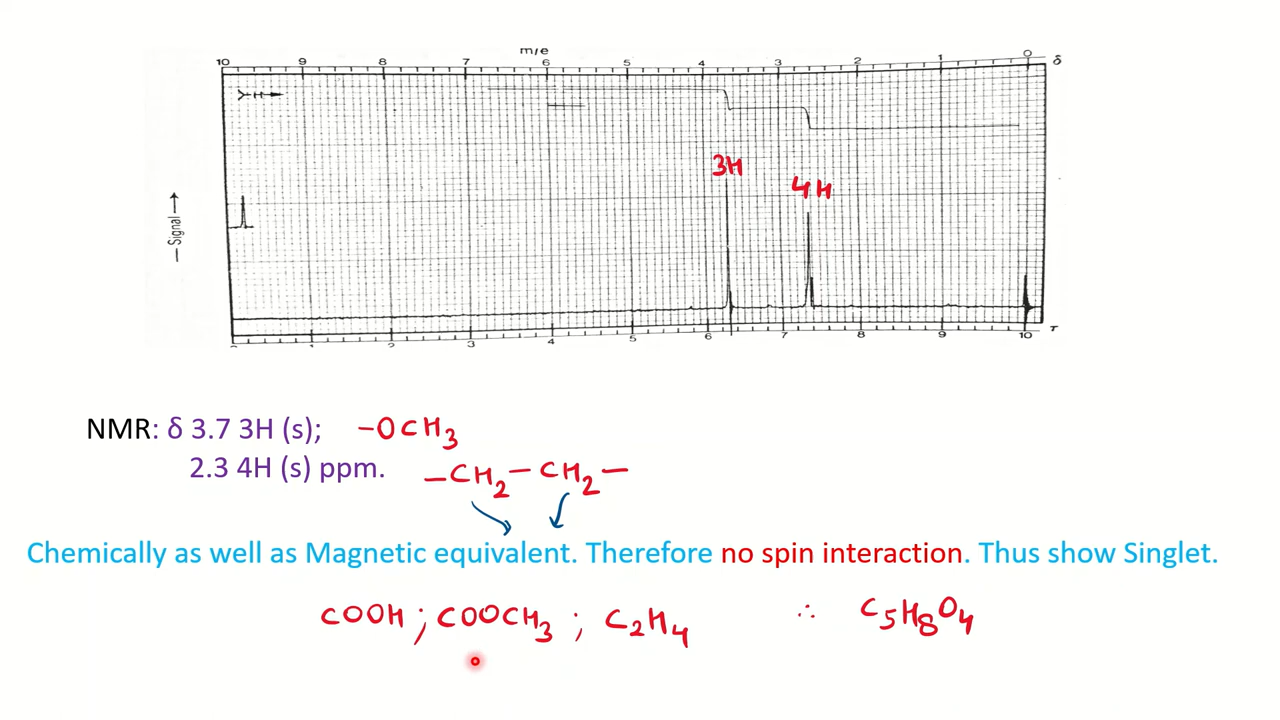 m/e
10 9 8 7 6 5 4 3 2 1 0 δ
H
3H
4H
— Signal →
1 2 3 4 5 6 7 8 9 10 τ
NMR: δ 3.7 3H (s); -OCH3
2.3 4H (s) ppm. -CH2-CH2-
Chemically as well as Magnetic equivalent. Therefore no spin interaction. Thus show Singlet.
COOH ; COOCH3 ; C2H4 ∴ C5H8O4